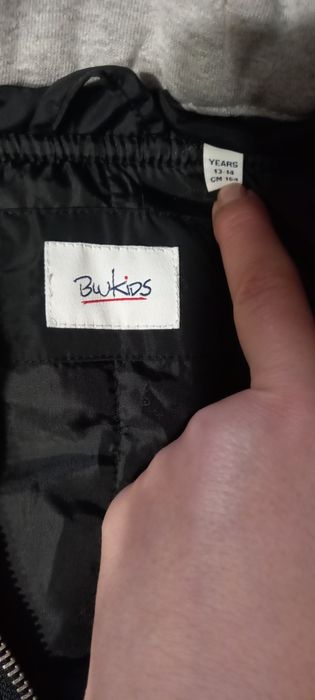 YEARS
13-14
CM 164
BWKIDS